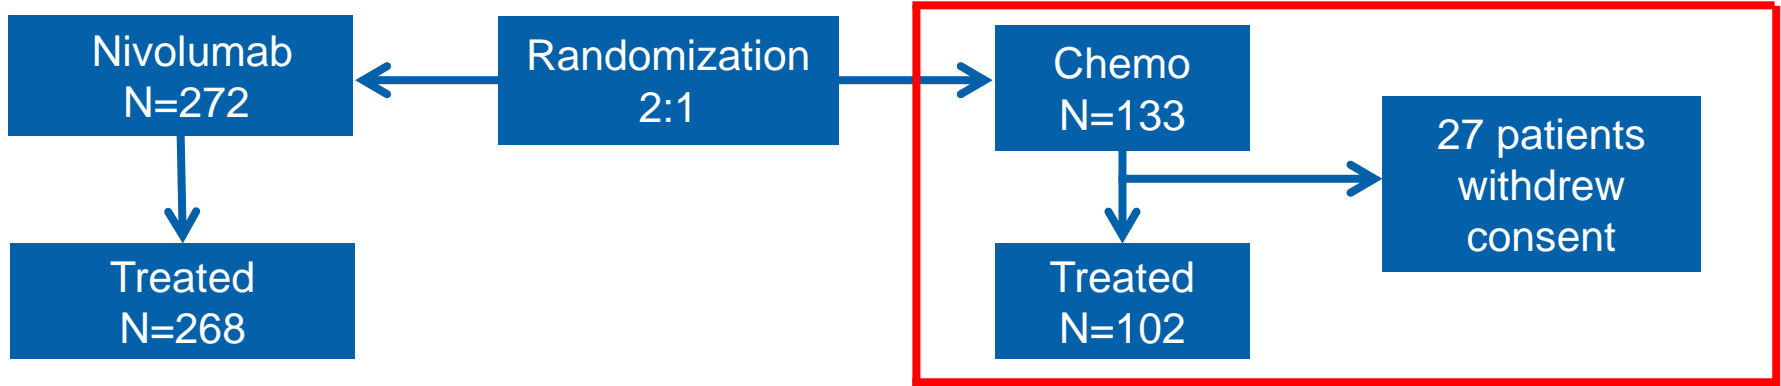 Nivolumab
N=272
Randomization
2:1
Chemo
N=133
27 patients
withdrew
consent
Treated
N=268
Treated
N=102